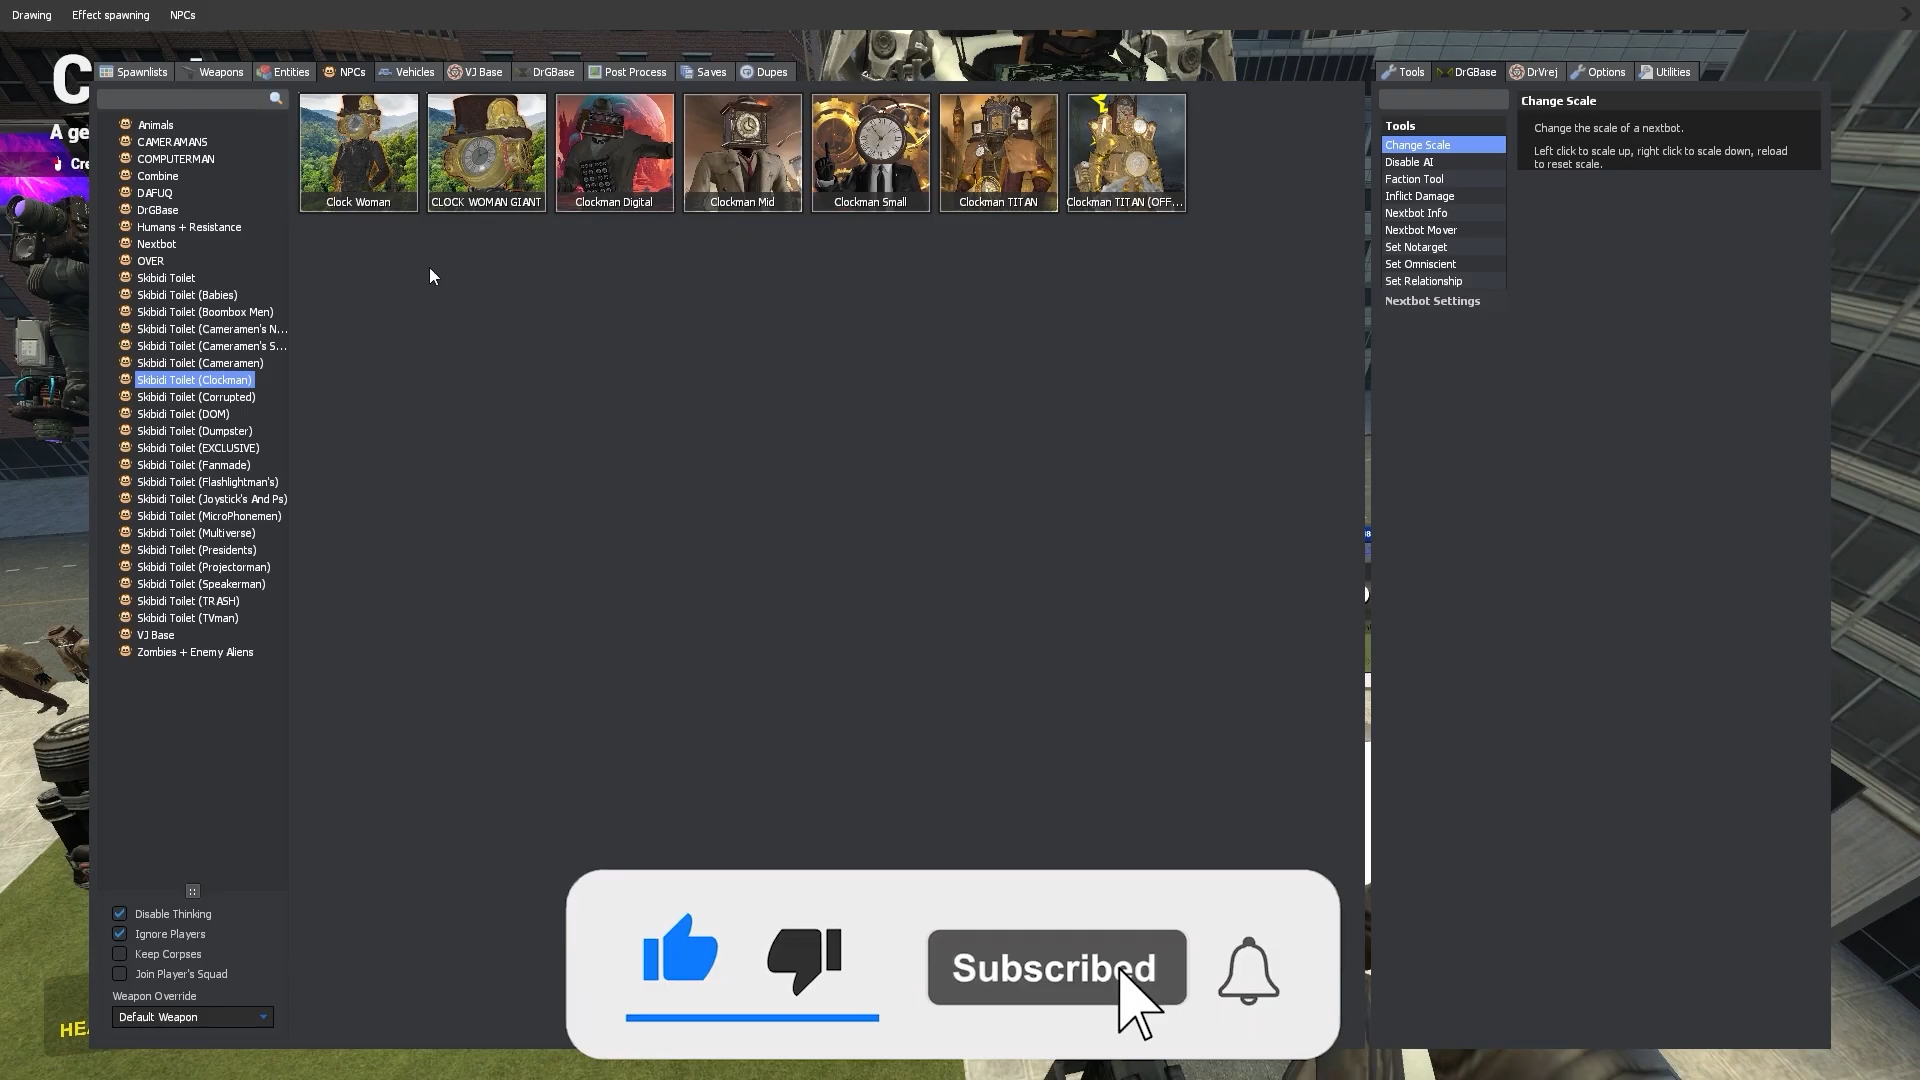 Drawing Effect spawning NPCs
C
A ge
Cre
Spawnlists Weapons Entities NPCs Vehicles VJ Base DrGBase Post Process Saves Dupes
Tools DrGBase DrVrej Options Utilities
Animals
CAMERAMANS
COMPUTERMAN
Combine
DAFUQ
DrGBase
Humans + Resistance
Nextbot
OVER
Skibidi Toilet
Skibidi Toilet (Babies)
Skibidi Toilet (Boombox Men)
Skibidi Toilet (Cameramen's N...
Skibidi Toilet (Cameramen's S...
Skibidi Toilet (Cameramen)
Skibidi Toilet (Clockman)
Skibidi Toilet (Corrupted)
Skibidi Toilet (DOM)
Skibidi Toilet (Dumpster)
Skibidi Toilet (EXCLUSIVE)
Skibidi Toilet (Fanmade)
Skibidi Toilet (Flashlightman's)
Skibidi Toilet (Joystick's And Ps)
Skibidi Toilet (MicroPhonemen)
Skibidi Toilet (Multiverse)
Skibidi Toilet (Presidents)
Skibidi Toilet (Projectorman)
Skibidi Toilet (Speakerman)
Skibidi Toilet (TRASH)
Skibidi Toilet (TVman)
VJ Base
Zombies + Enemy Aliens
Disable Thinking
Ignore Players
Keep Corpses
Join Player's Squad
Weapon Override
Default Weapon
HEA
Clock Woman
CLOCK WOMAN GIANT
Clockman Digital
Clockman Mid
Clockman Small
Clockman TITAN
Clockman TITAN (OFF...
Tools
Change Scale
Disable AI
Faction Tool
Inflict Damage
Nextbot Info
Nextbot Mover
Set Notarget
Set Omniscient
Set Relationship
Nextbot Settings
Change Scale
Change the scale of a nextbot.
Left click to scale up, right click to scale down, reload
to reset scale.
Subscribed